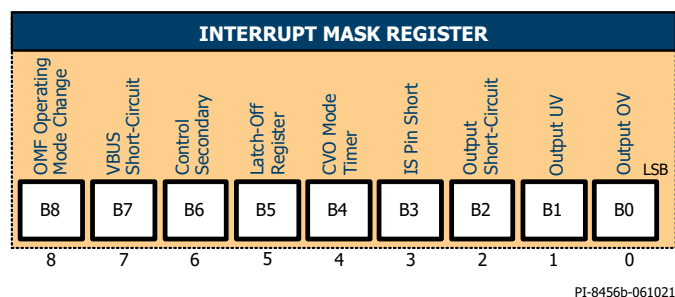 INTERRUPT MASK REGISTER
OMF Operating
Mode Change
VBUS
Short-Circuit
Control
Secondary
Latch-Off
Register
CVO Mode
Timer
IS Pin Short
Output
Short-Circuit
Output UV
Output OV
LSB
B8 B7 B6 B5 B4 B3 B2 B1 B0
8 7 6 5 4 3 2 1 0
PI-8456b-061021